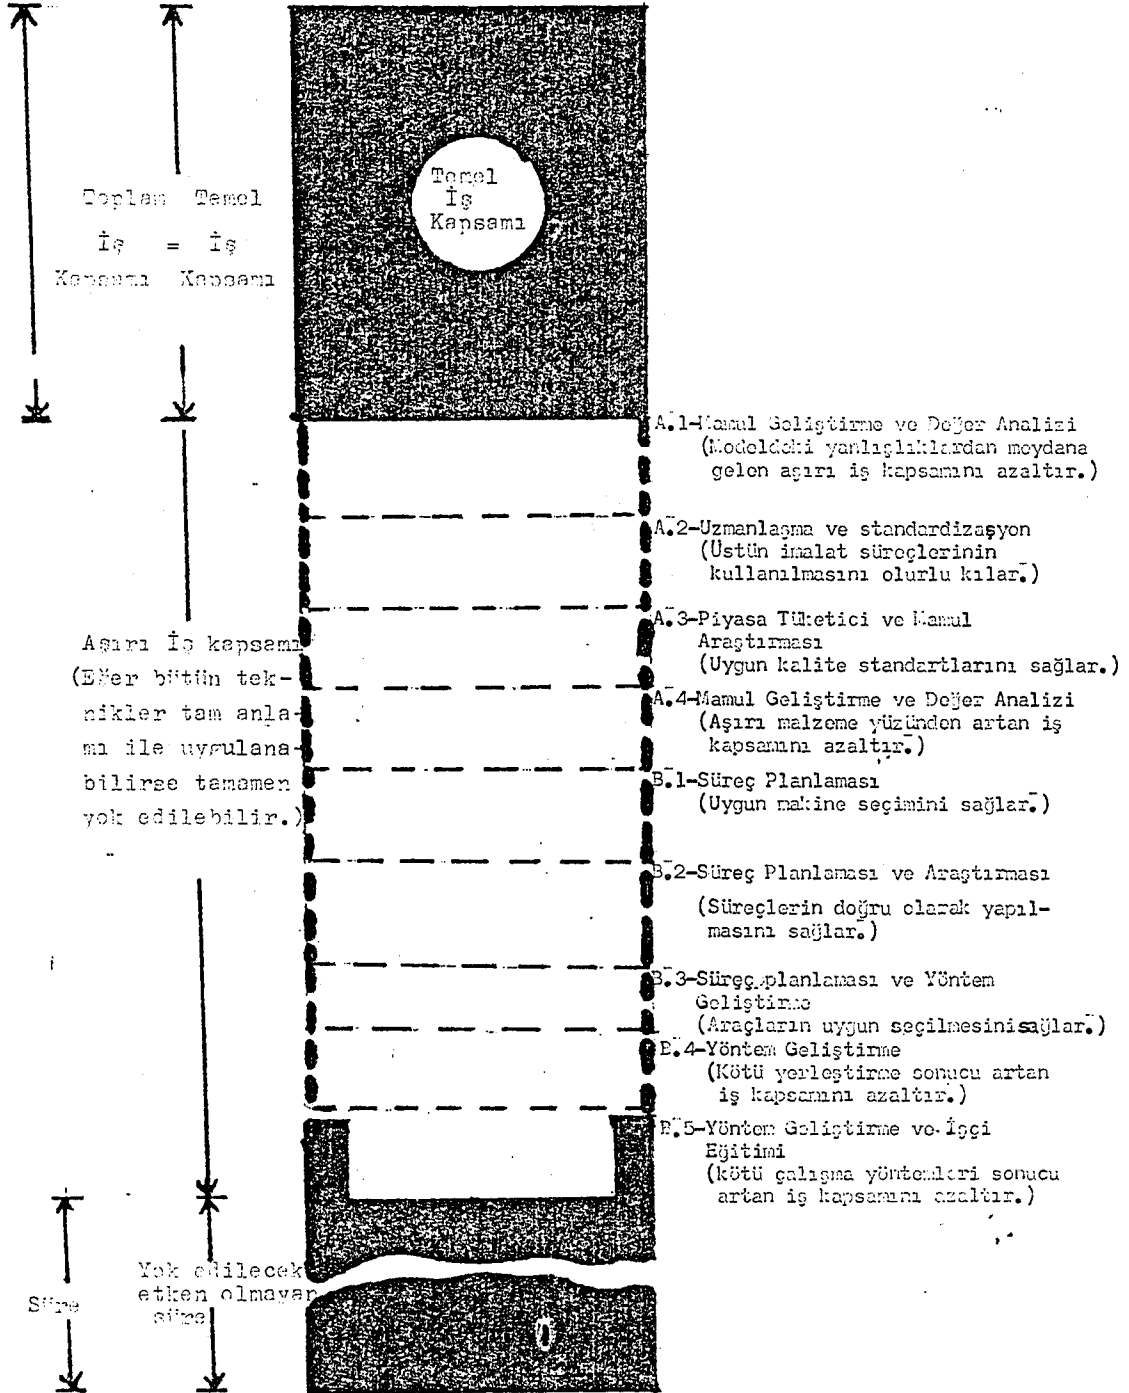 Temel
İş
Kapsamı
Toplam Temel
İş = İş
Kapsamı Kapsamı
A.1-Mamul Geliştirme ve Değer Analizi
(Modeldeki yanlışlıklardan meydana
gelen aşırı iş kapsamını azaltır.)
A.2-Uzmanlaşma ve standardizaşyon
(Üstün imalat süreçlerinin
kullanılmasını olurlu kılar.)
A.3-Piyasa Tüketici ve Mamul
Araştırması
(Uygun kalite standartlarını sağlar.)
A.4-Mamul Geliştirme ve Değer Analizi
(Aşırı malzeme yüzünden artan iş
kapsamını azaltır.)
B.1-Süreç Planlaması
(Uygun makine seçimini sağlar.)
B.2-Süreç Planlaması ve Araştırması
(Süreçlerin doğru olarak yapıl-
masını sağlar.)
B.3-Süreç planlaması ve Yöntem
Geliştirme
(Araçların uygun seçilmesinisağlar.)
B.4-Yöntem Geliştirme
(Kötü yerleştirme sonucu artan
iş kapsamını azaltır.)
B.5-Yöntem Geliştirme ve İşçi
Eğitimi
(kötü çalışma yöntemleri sonucu
artan iş kapsamını azaltır.)
Aşırı İş kapsamı
(Eğer bütün tek-
nikler tam anla-
mı ile uygulana-
bilirse tamamen
yok edilebilir.)
Süre
Yok edilecek
etken olmayan
süre